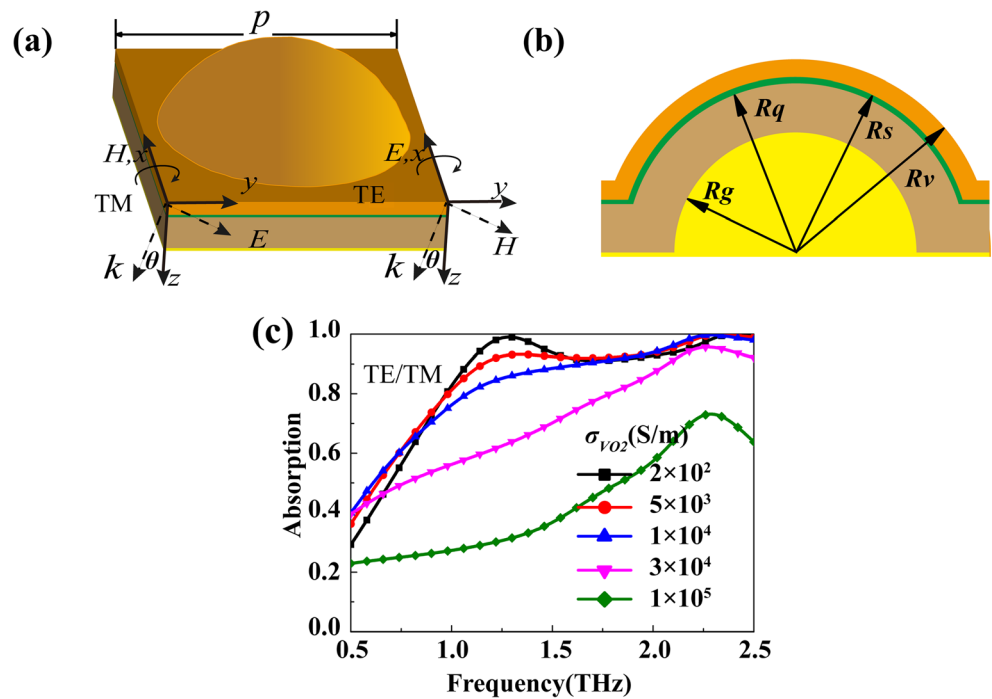 (a)
p
H,x
E,x
TM
y
TE
y
E
H
k
θ
z
k
θ
z
(b)
Rq
Rs
Rv
Rg
(c)
TE/TM
σVO2(S/m)
2×10²
5×10³
1×10⁴
3×10⁴
1×10⁵
Absorption
1.0
0.8
0.6
0.4
0.2
0.0
0.5
1.0
1.5
2.0
2.5
Frequency(THz)